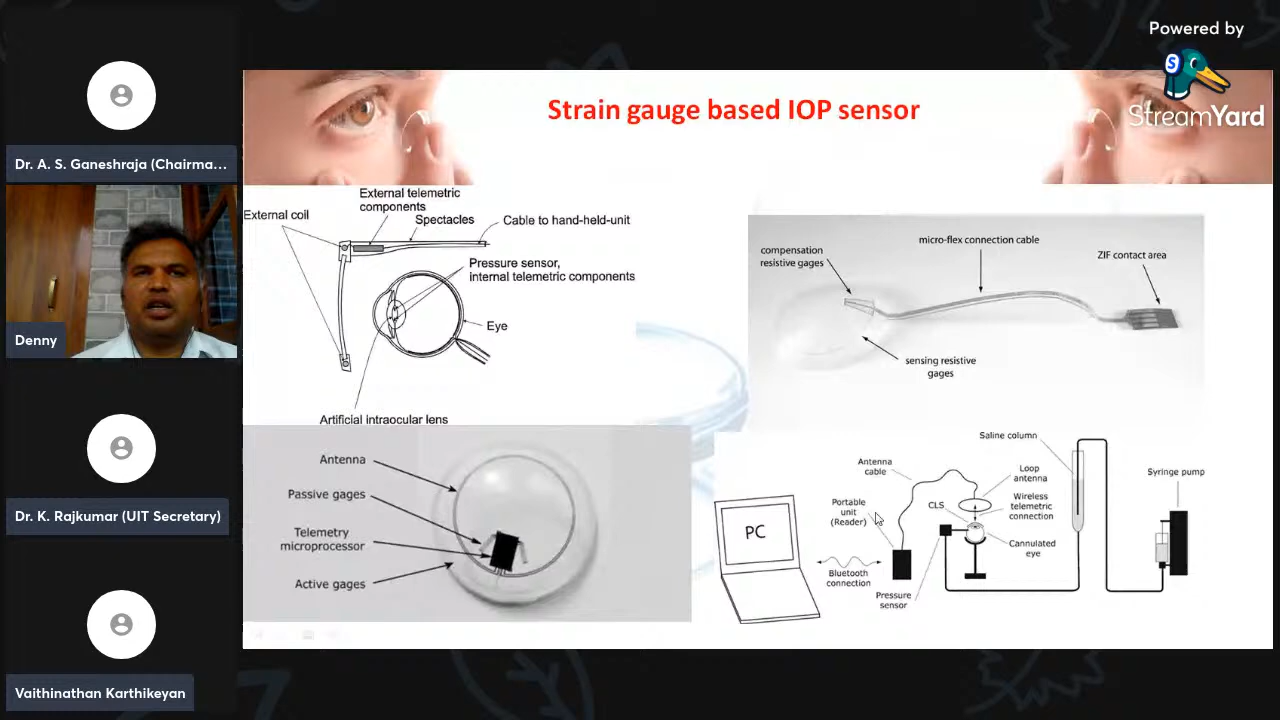 Powered by
StreamYard
Dr. A. S. Ganeshraja (Chairma...
Denny
Dr. K. Rajkumar (UIT Secretary)
Vaithinathan Karthikeyan
Strain gauge based IOP sensor
External telemetric
components
External coil
Spectacles
Cable to hand-held-unit
Pressure sensor,
internal telemetric components
Eye
Artificial intraocular lens
compensation
resistive gages
micro-flex connection cable
ZIF contact area
sensing resistive
gages
Antenna
Passive gages
Telemetry
microprocessor
Active gages
Saline column
Antenna
cable
Loop
antenna
Syringe pump
Portable
unit
(Reader)
CLS
Wireless
telemetric
connection
PC
Cannulated
eye
Bluetooth
connection
Pressure
sensor